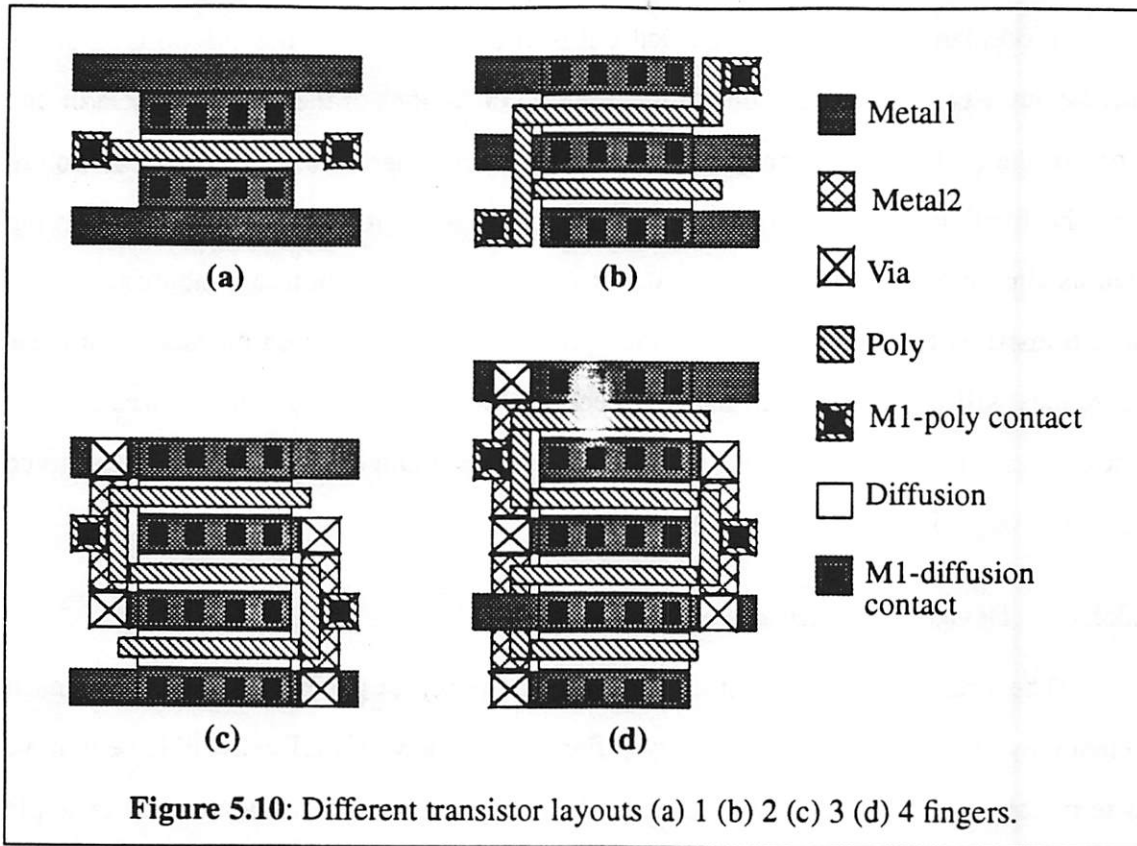 (a)
(b)
(c)
(d)
Metal1
Metal2
Via
Poly
M1-poly contact
Diffusion
M1-diffusion
contact
Figure 5.10: Different transistor layouts (a) 1 (b) 2 (c) 3 (d) 4 fingers.